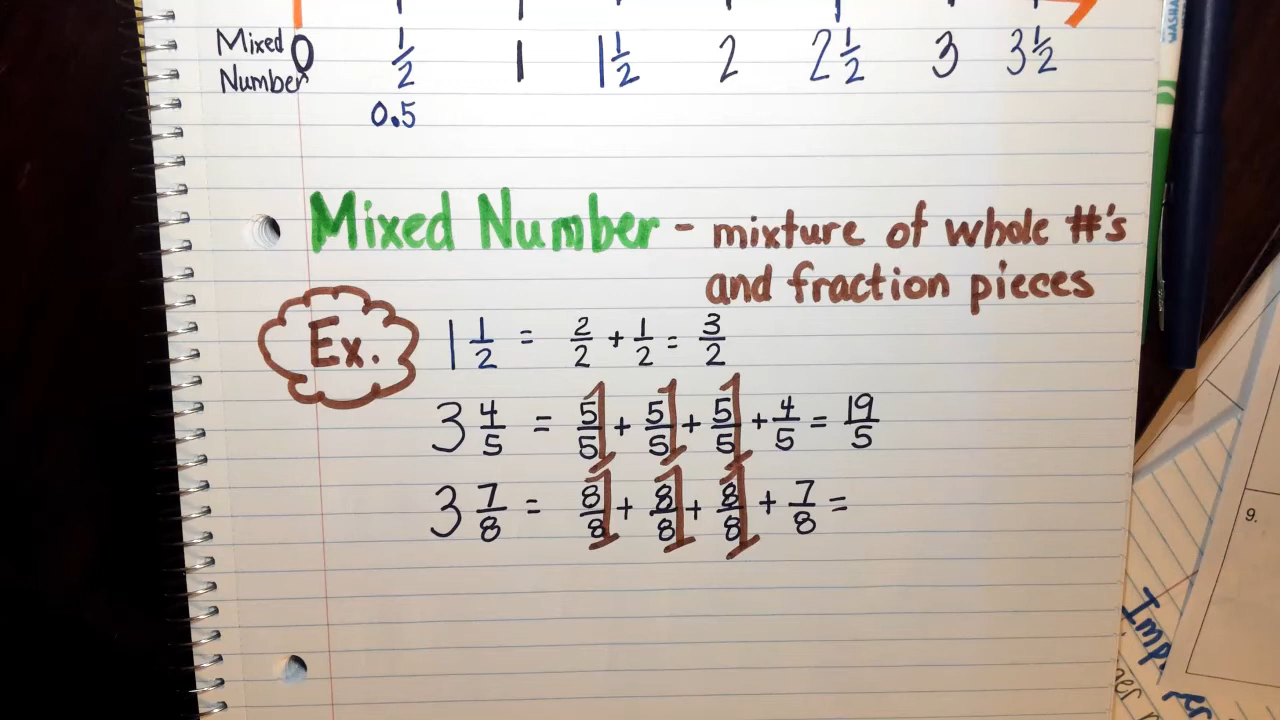 Mixed Number 0 1/2 1 1 1/2 2 2 1/2 3 3 1/2
0.5
Mixed Number - mixture of whole #'s
and fraction pieces
Ex. 1 1/2 = 2/2 + 1/2 = 3/2
3 4/5 = 5/5 + 5/5 + 5/5 + 4/5 = 19/5
3 7/8 = 8/8 + 8/8 + 8/8 + 7/8 =
9.